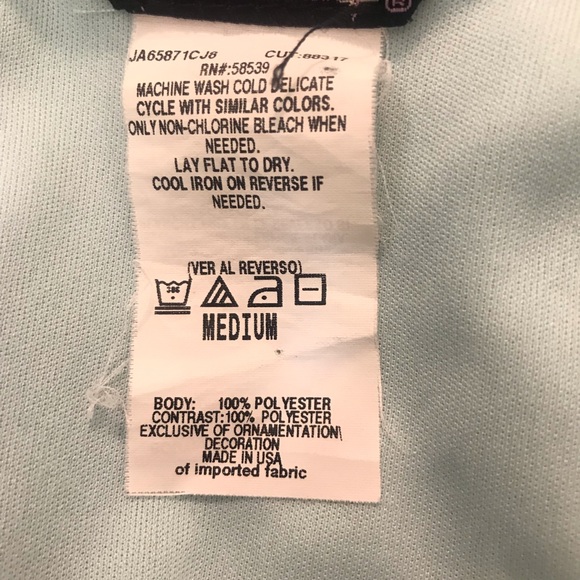 JA65871CJ8 CUT:88317
RN#:58539
MACHINE WASH COLD DELICATE
CYCLE WITH SIMILAR COLORS.
ONLY NON-CHLORINE BLEACH WHEN
NEEDED.
LAY FLAT TO DRY.
COOL IRON ON REVERSE IF
NEEDED.
(VER AL REVERSO)
MEDIUM
BODY: 100% POLYESTER
CONTRAST:100% POLYESTER
EXCLUSIVE OF ORNAMENTATION
DECORATION
MADE IN USA
of imported fabric